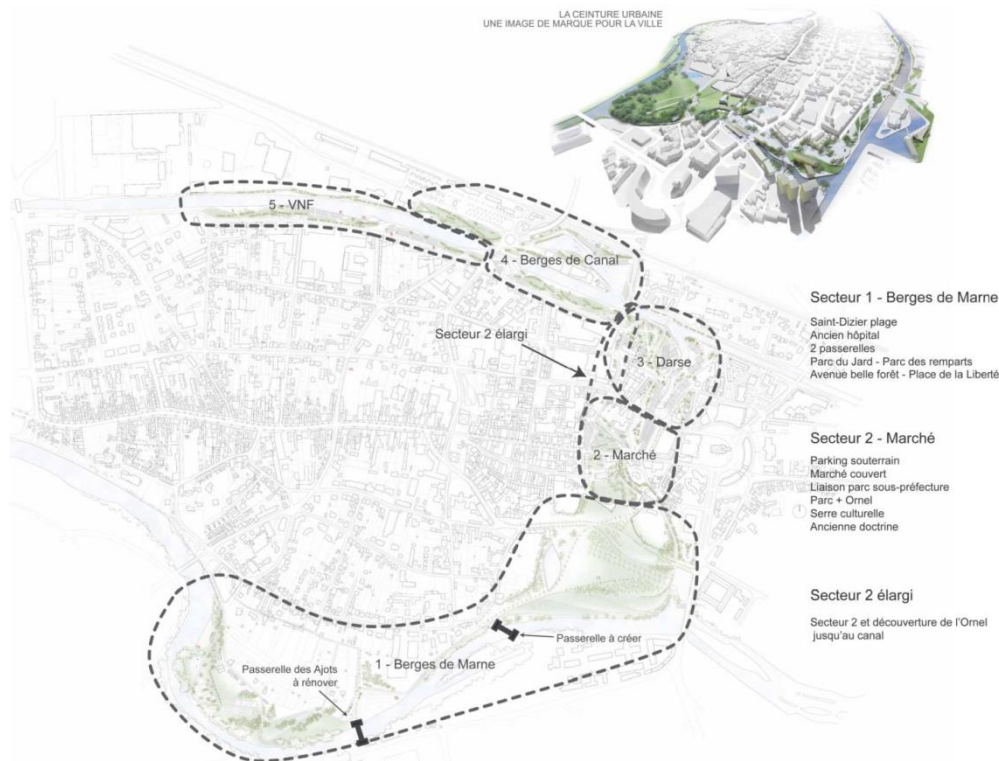 LA CEINTURE URBAINE
UNE IMAGE DE MARQUE POUR LA VILLE
5 - VNF
4 - Berges de Canal
Secteur 2 élargi
3 - Darse
2 - Marché
Passerelle à créer
1 - Berges de Marne
Passerelle des Ajots
à rénover
Secteur 1 - Berges de Marne
Saint-Dizier plage
Ancien hôpital
2 passerelles
Parc du Jard - Parc des remparts
Avenue belle forêt - Place de la Liberté
Secteur 2 - Marché
Parking souterrain
Marché couvert
Liaison parc sous-préfecture
Parc + Ornel
Serre culturelle
Ancienne doctrine
Secteur 2 élargi
Secteur 2 et découverture de l'Ornel
jusqu'au canal